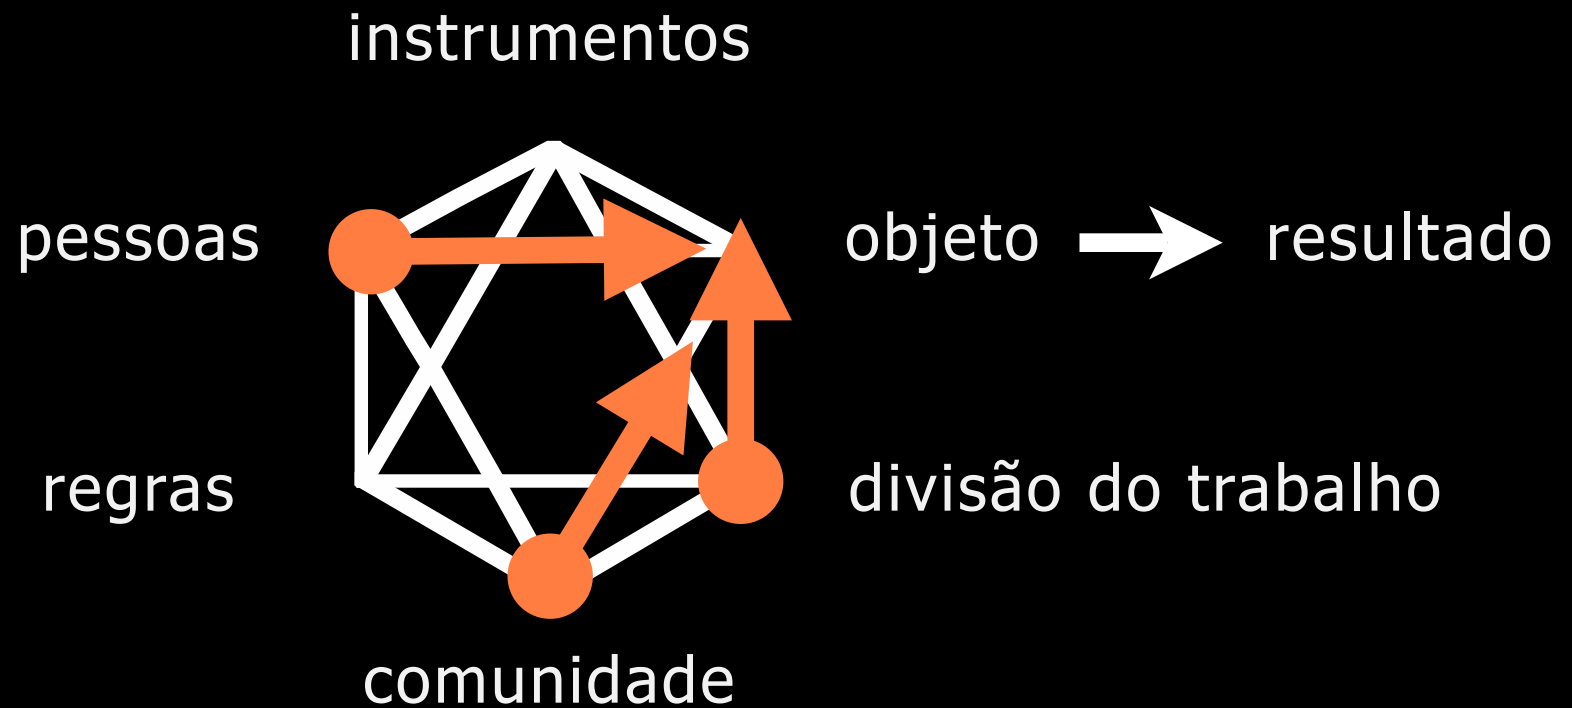 instrumentos
pessoas
objeto
resultado
regras
divisão do trabalho
comunidade